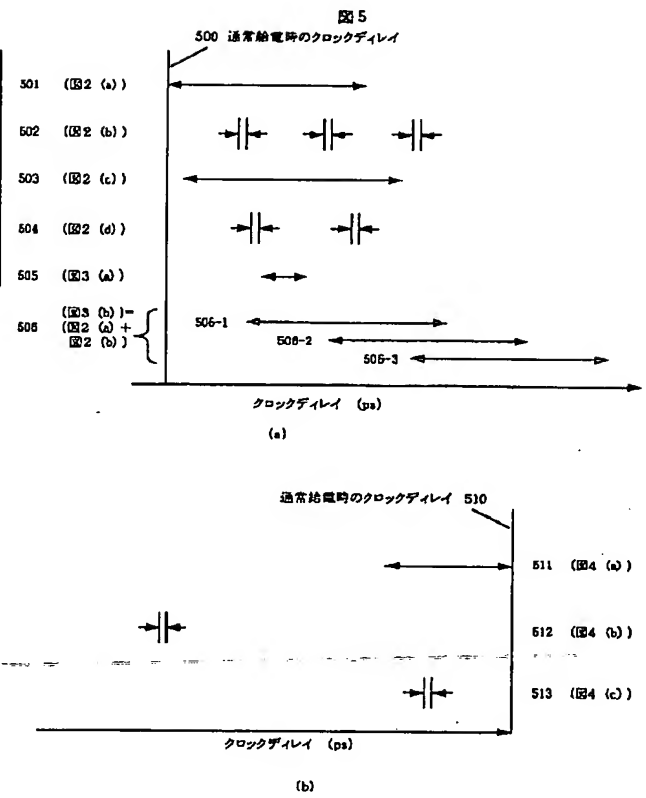 図5
500 通常給電時のクロックディレイ
501 (図2 (a))
502 (図2 (b))
503 (図2 (c))
504 (図2 (d))
505 (図3 (a))
506 (図3 (b))=
(図2 (a) +
図2 (b))
506-1
506-2
506-3
クロックディレイ (ps)
(a)
通常給電時のクロックディレイ 510
511 (図4 (a))
512 (図4 (b))
513 (図4 (c))
クロックディレイ (ps)
(b)